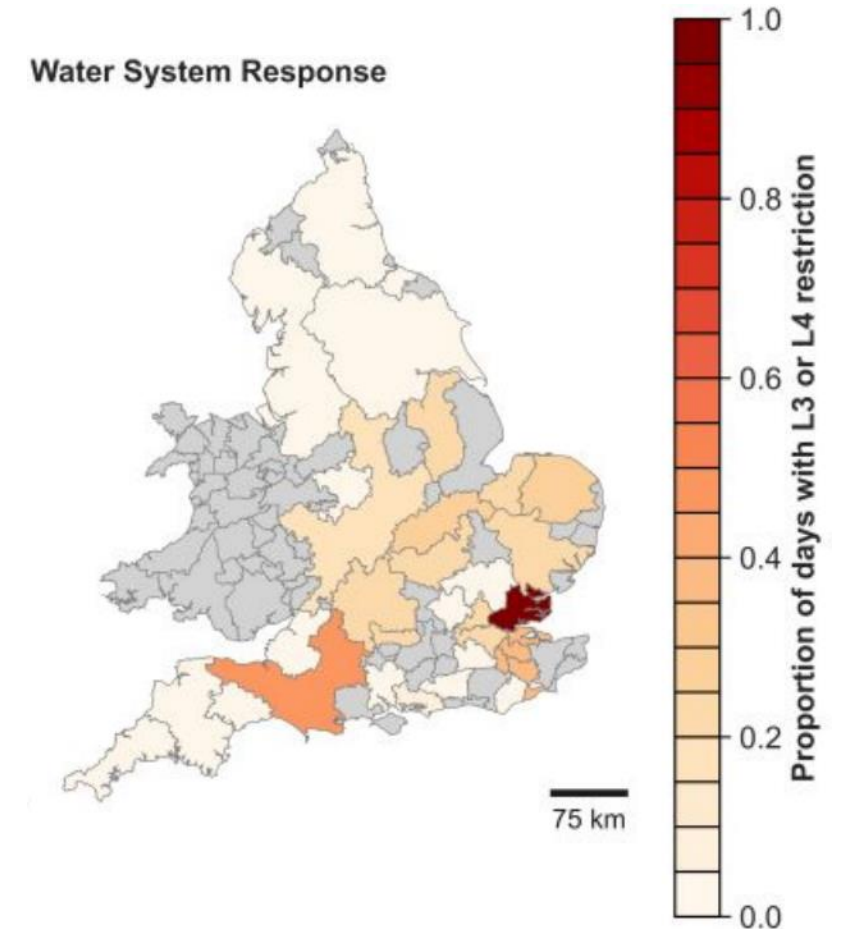 Water System Response
1.0
0.8
0.6
0.4
0.2
0.0
Proportion of days with L3 or L4 restriction
75 km